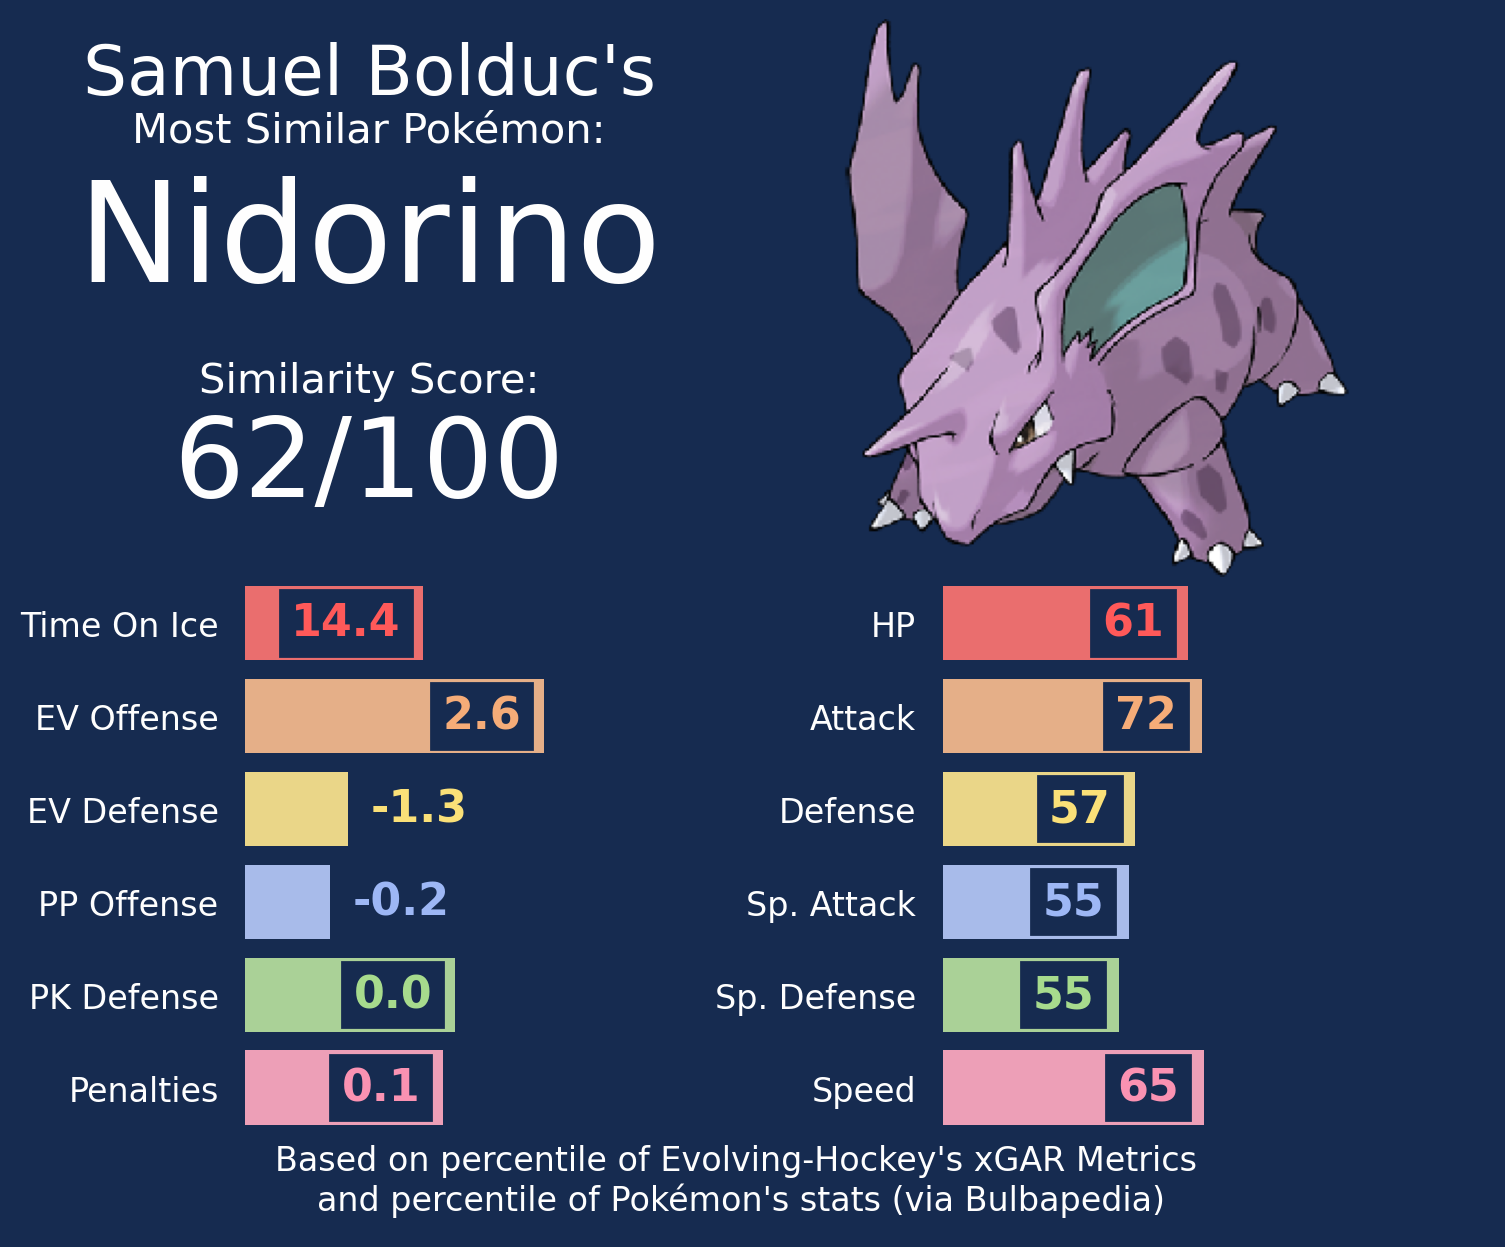 Samuel Bolduc's
Most Similar Pokémon:
Nidorino
Similarity Score:
62/100
Time On Ice 14.4
EV Offense 2.6
EV Defense -1.3
PP Offense -0.2
PK Defense 0.0
Penalties 0.1
HP 61
Attack 72
Defense 57
Sp. Attack 55
Sp. Defense 55
Speed 65
Based on percentile of Evolving-Hockey's xGAR Metrics
and percentile of Pokémon's stats (via Bulbapedia)